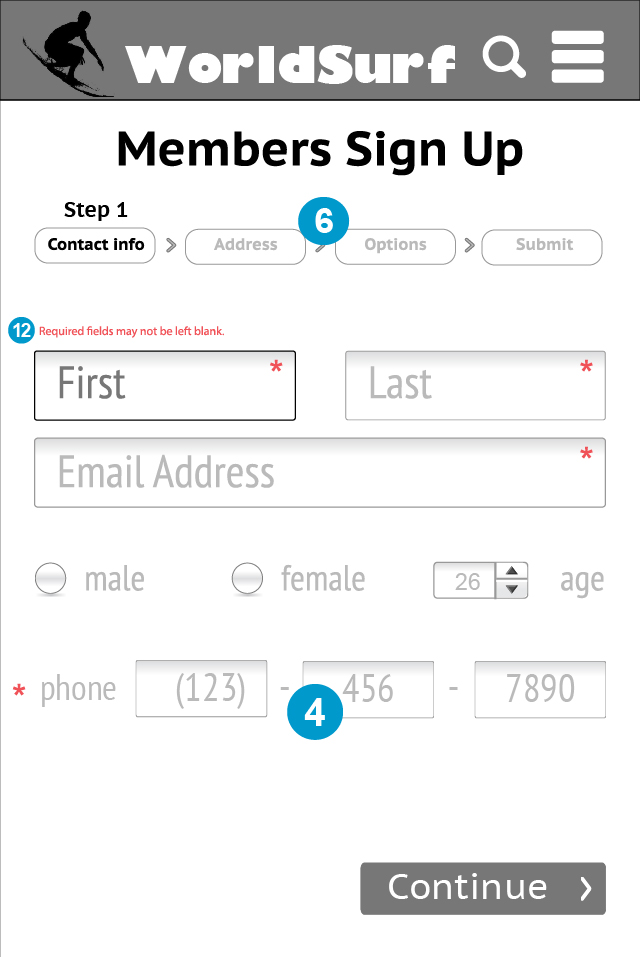 WorldSurf
Members Sign Up
Step 1
6
Contact info > Address > Options > Submit
12 Required fields may not be left blank.
First * Last *
Email Address *
male female 26 age
* phone (123) - 456 - 7890
4
Continue >